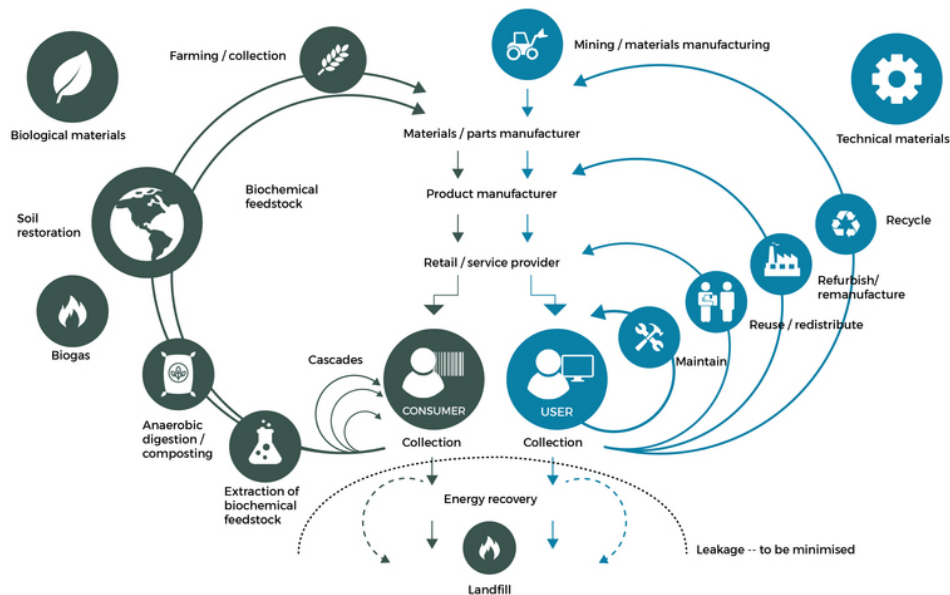 Farming / collection
Mining / materials manufacturing
Biological materials
Technical materials
Materials / parts manufacturer
Biochemical
feedstock
Product manufacturer
Soil
restoration
Recycle
Retail / service provider
Refurbish/
remanufacture
Reuse / redistribute
Biogas
Cascades
Maintain
CONSUMER
USER
Anaerobic
digestion /
composting
Collection
Collection
Extraction of
biochemical
feedstock
Energy recovery
Leakage -- to be minimised
Landfill